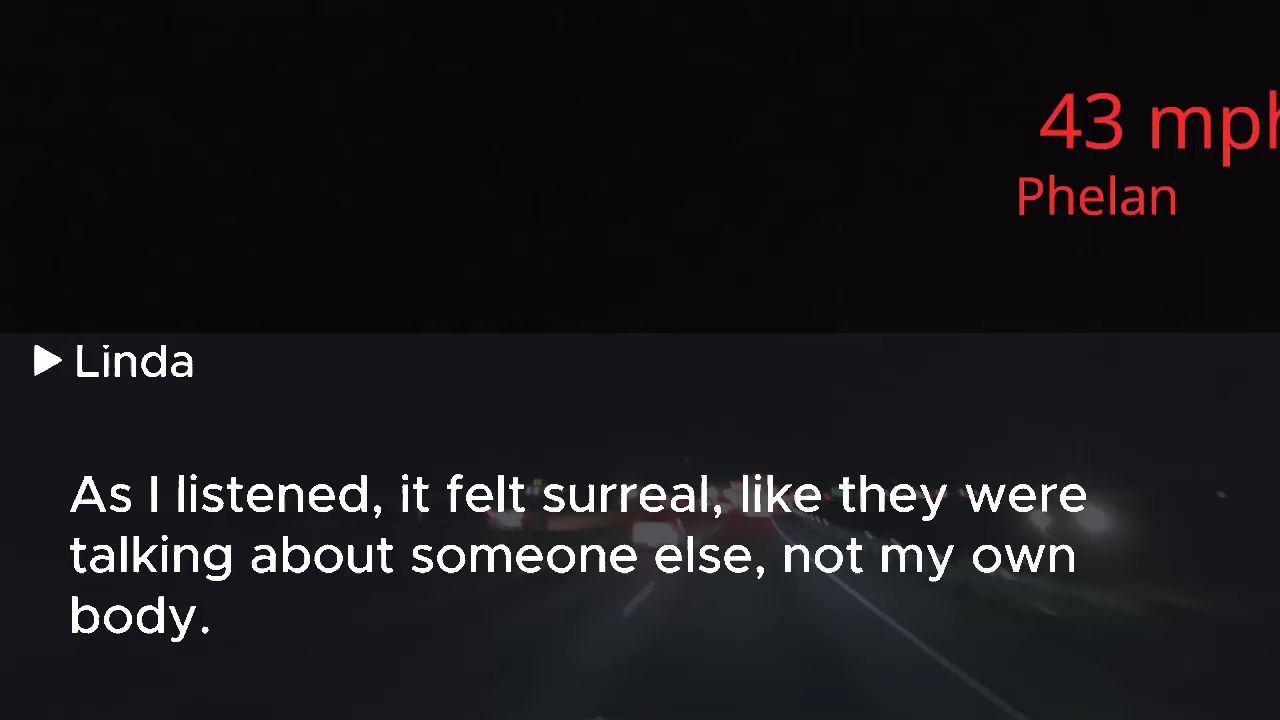 43 mph
Phelan
Linda
As I listened, it felt surreal, like they were
talking about someone else, not my own
body.